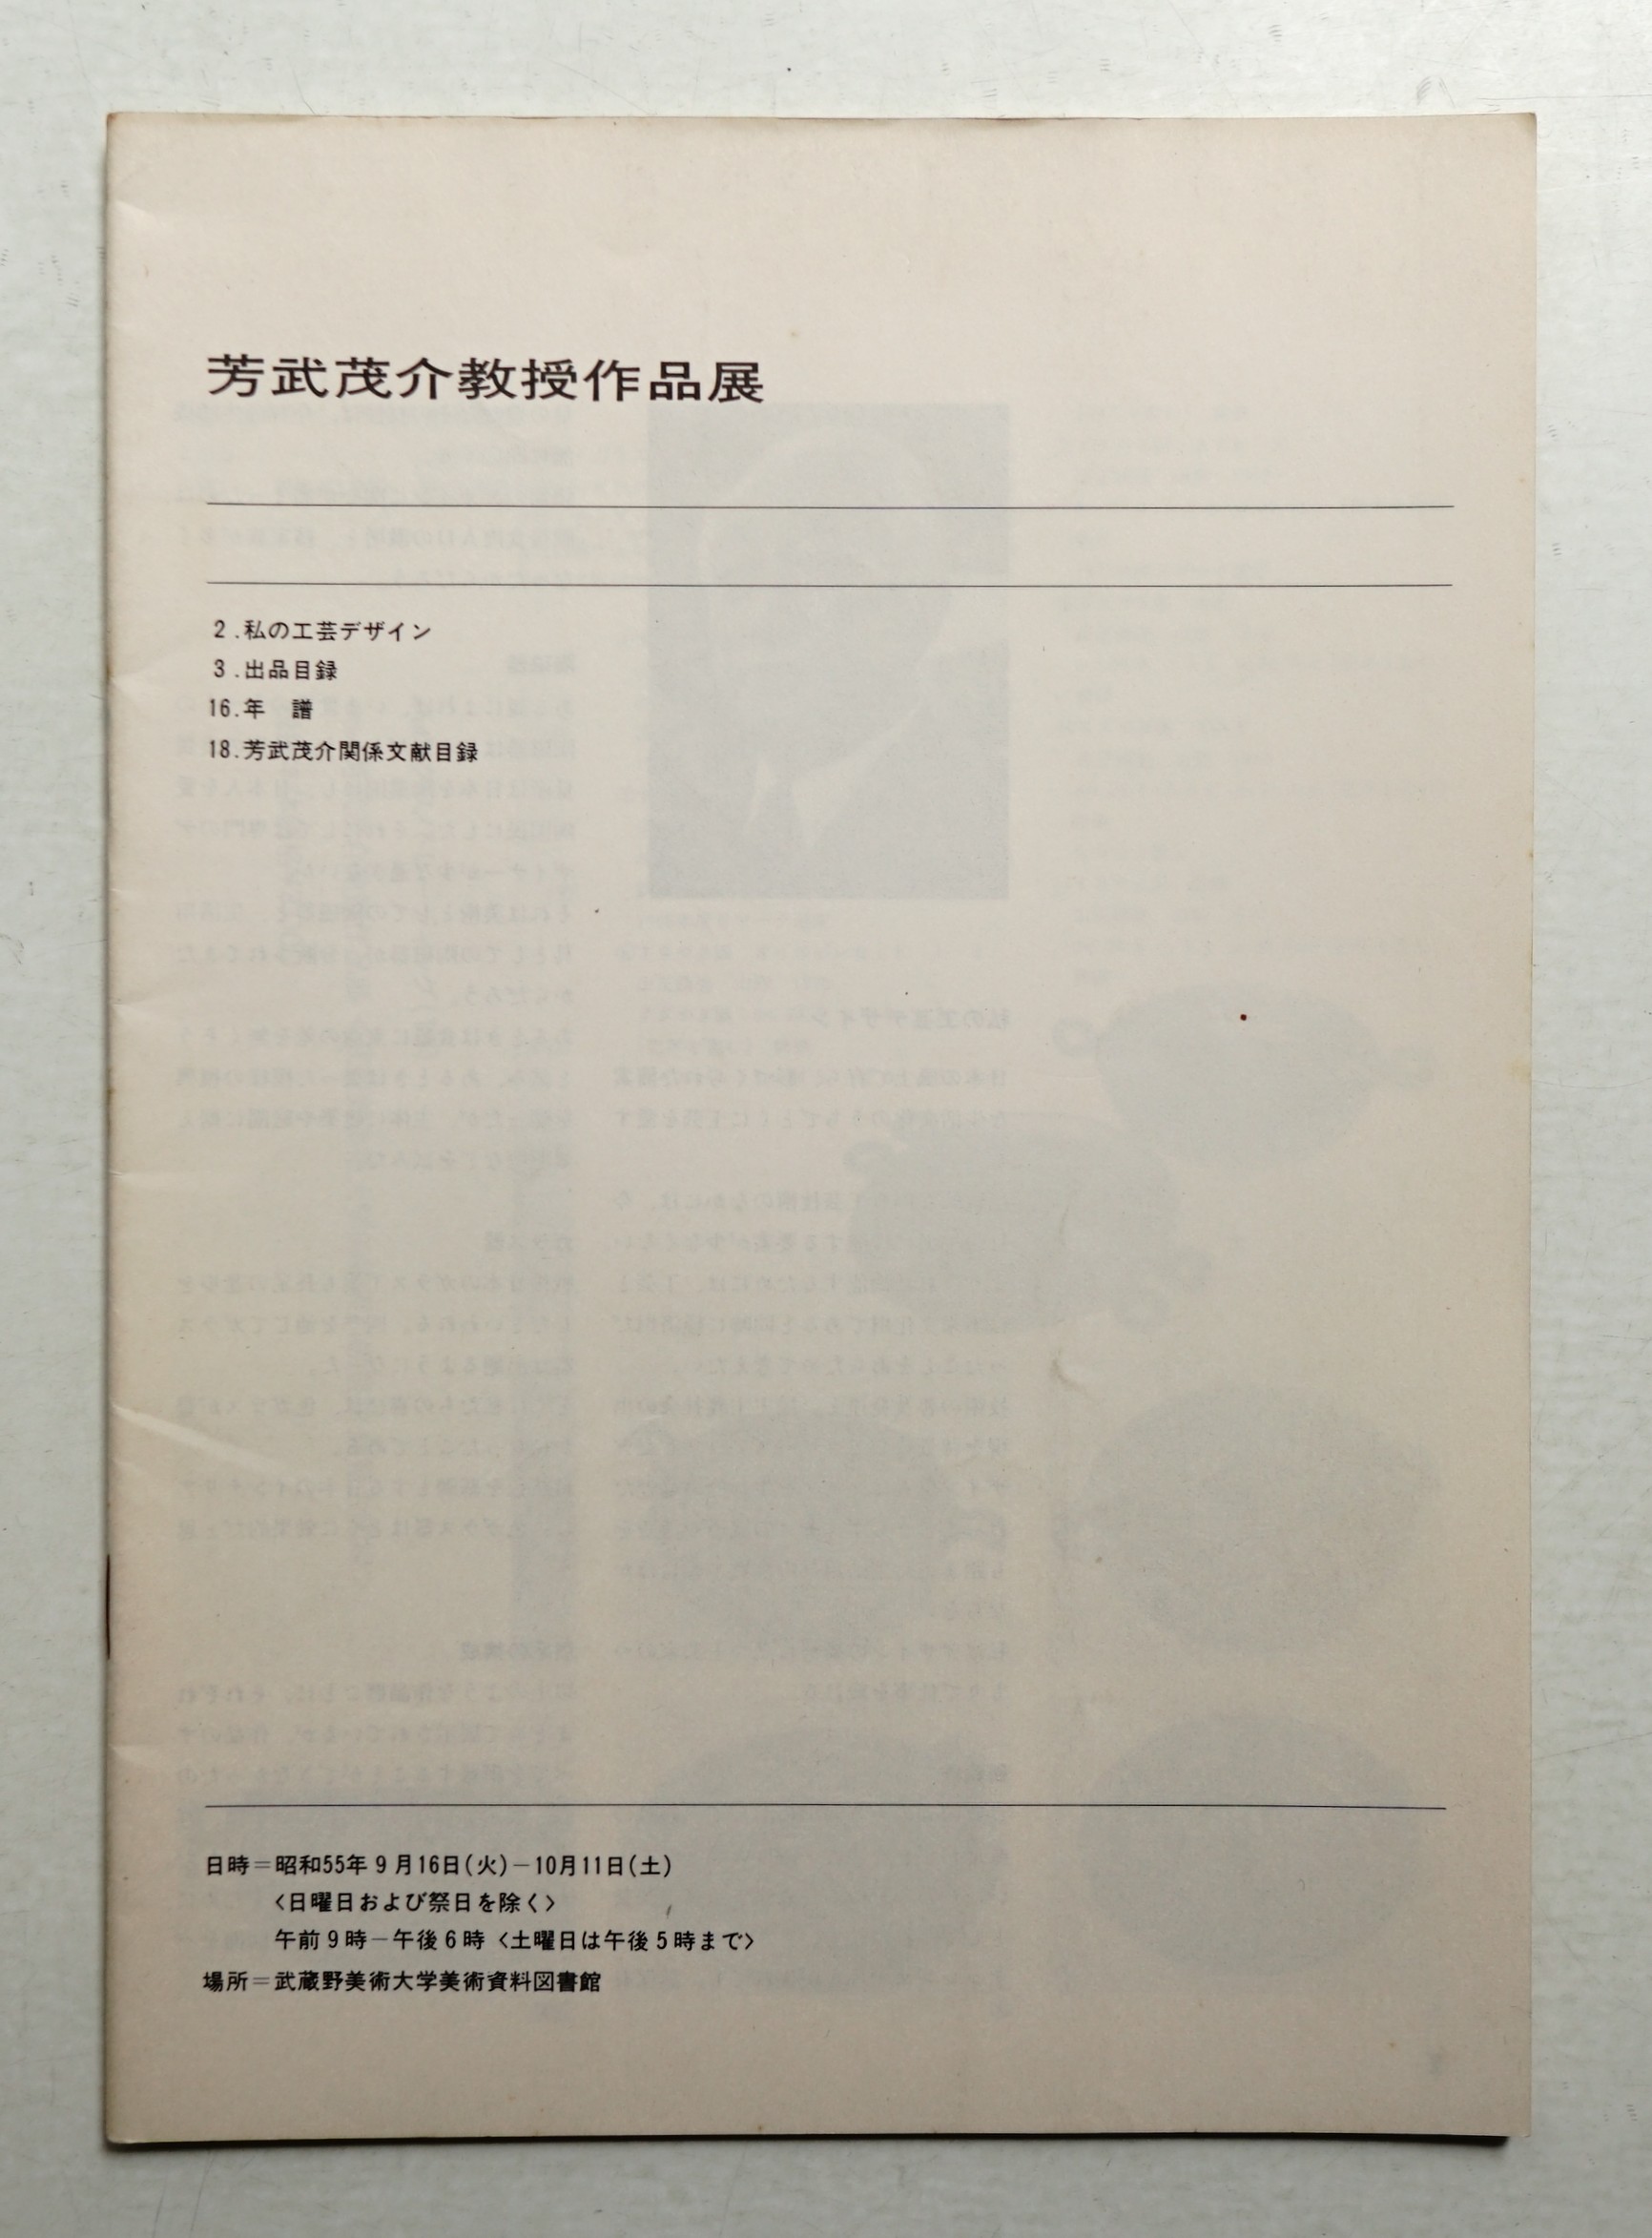 芳武茂介教授作品展
2.私の工芸デザイン
3.出品目録
16.年　譜
18.芳武茂介関係文献目録
日時＝昭和55年9月16日(火)－10月11日(土)
〈日曜日および祭日を除く〉
午前9時－午後6時〈土曜日は午後5時まで〉
場所＝武蔵野美術大学美術資料図書館